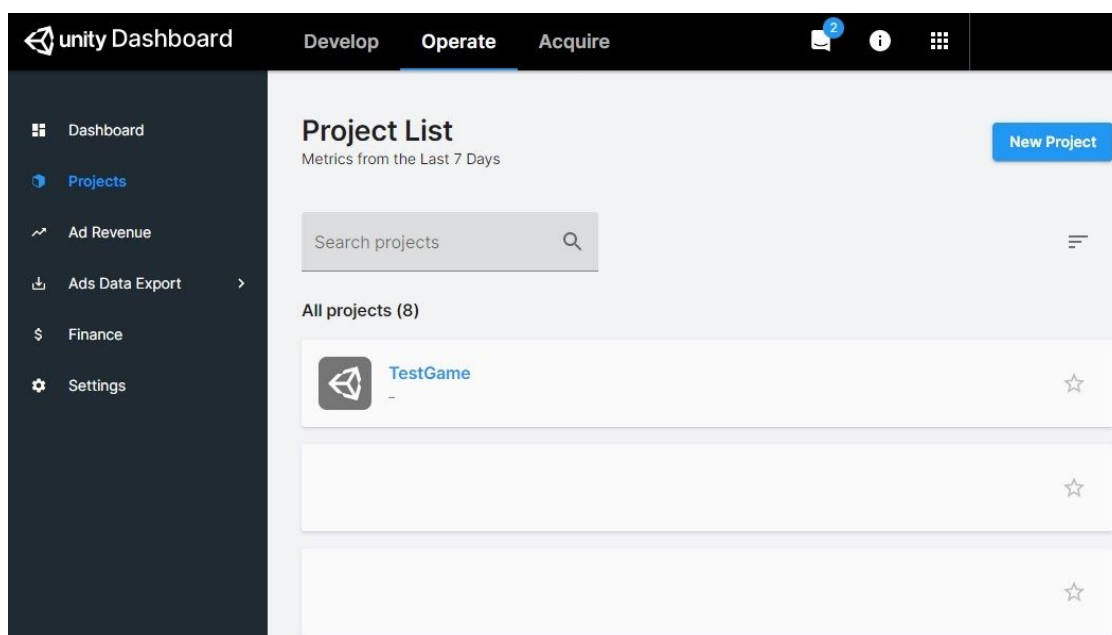 unity Dashboard
Develop Operate Acquire
2
Dashboard
Projects
Ad Revenue
Ads Data Export
Finance
Settings
Project List
Metrics from the Last 7 Days
New Project
Search projects
All projects (8)
TestGame
–